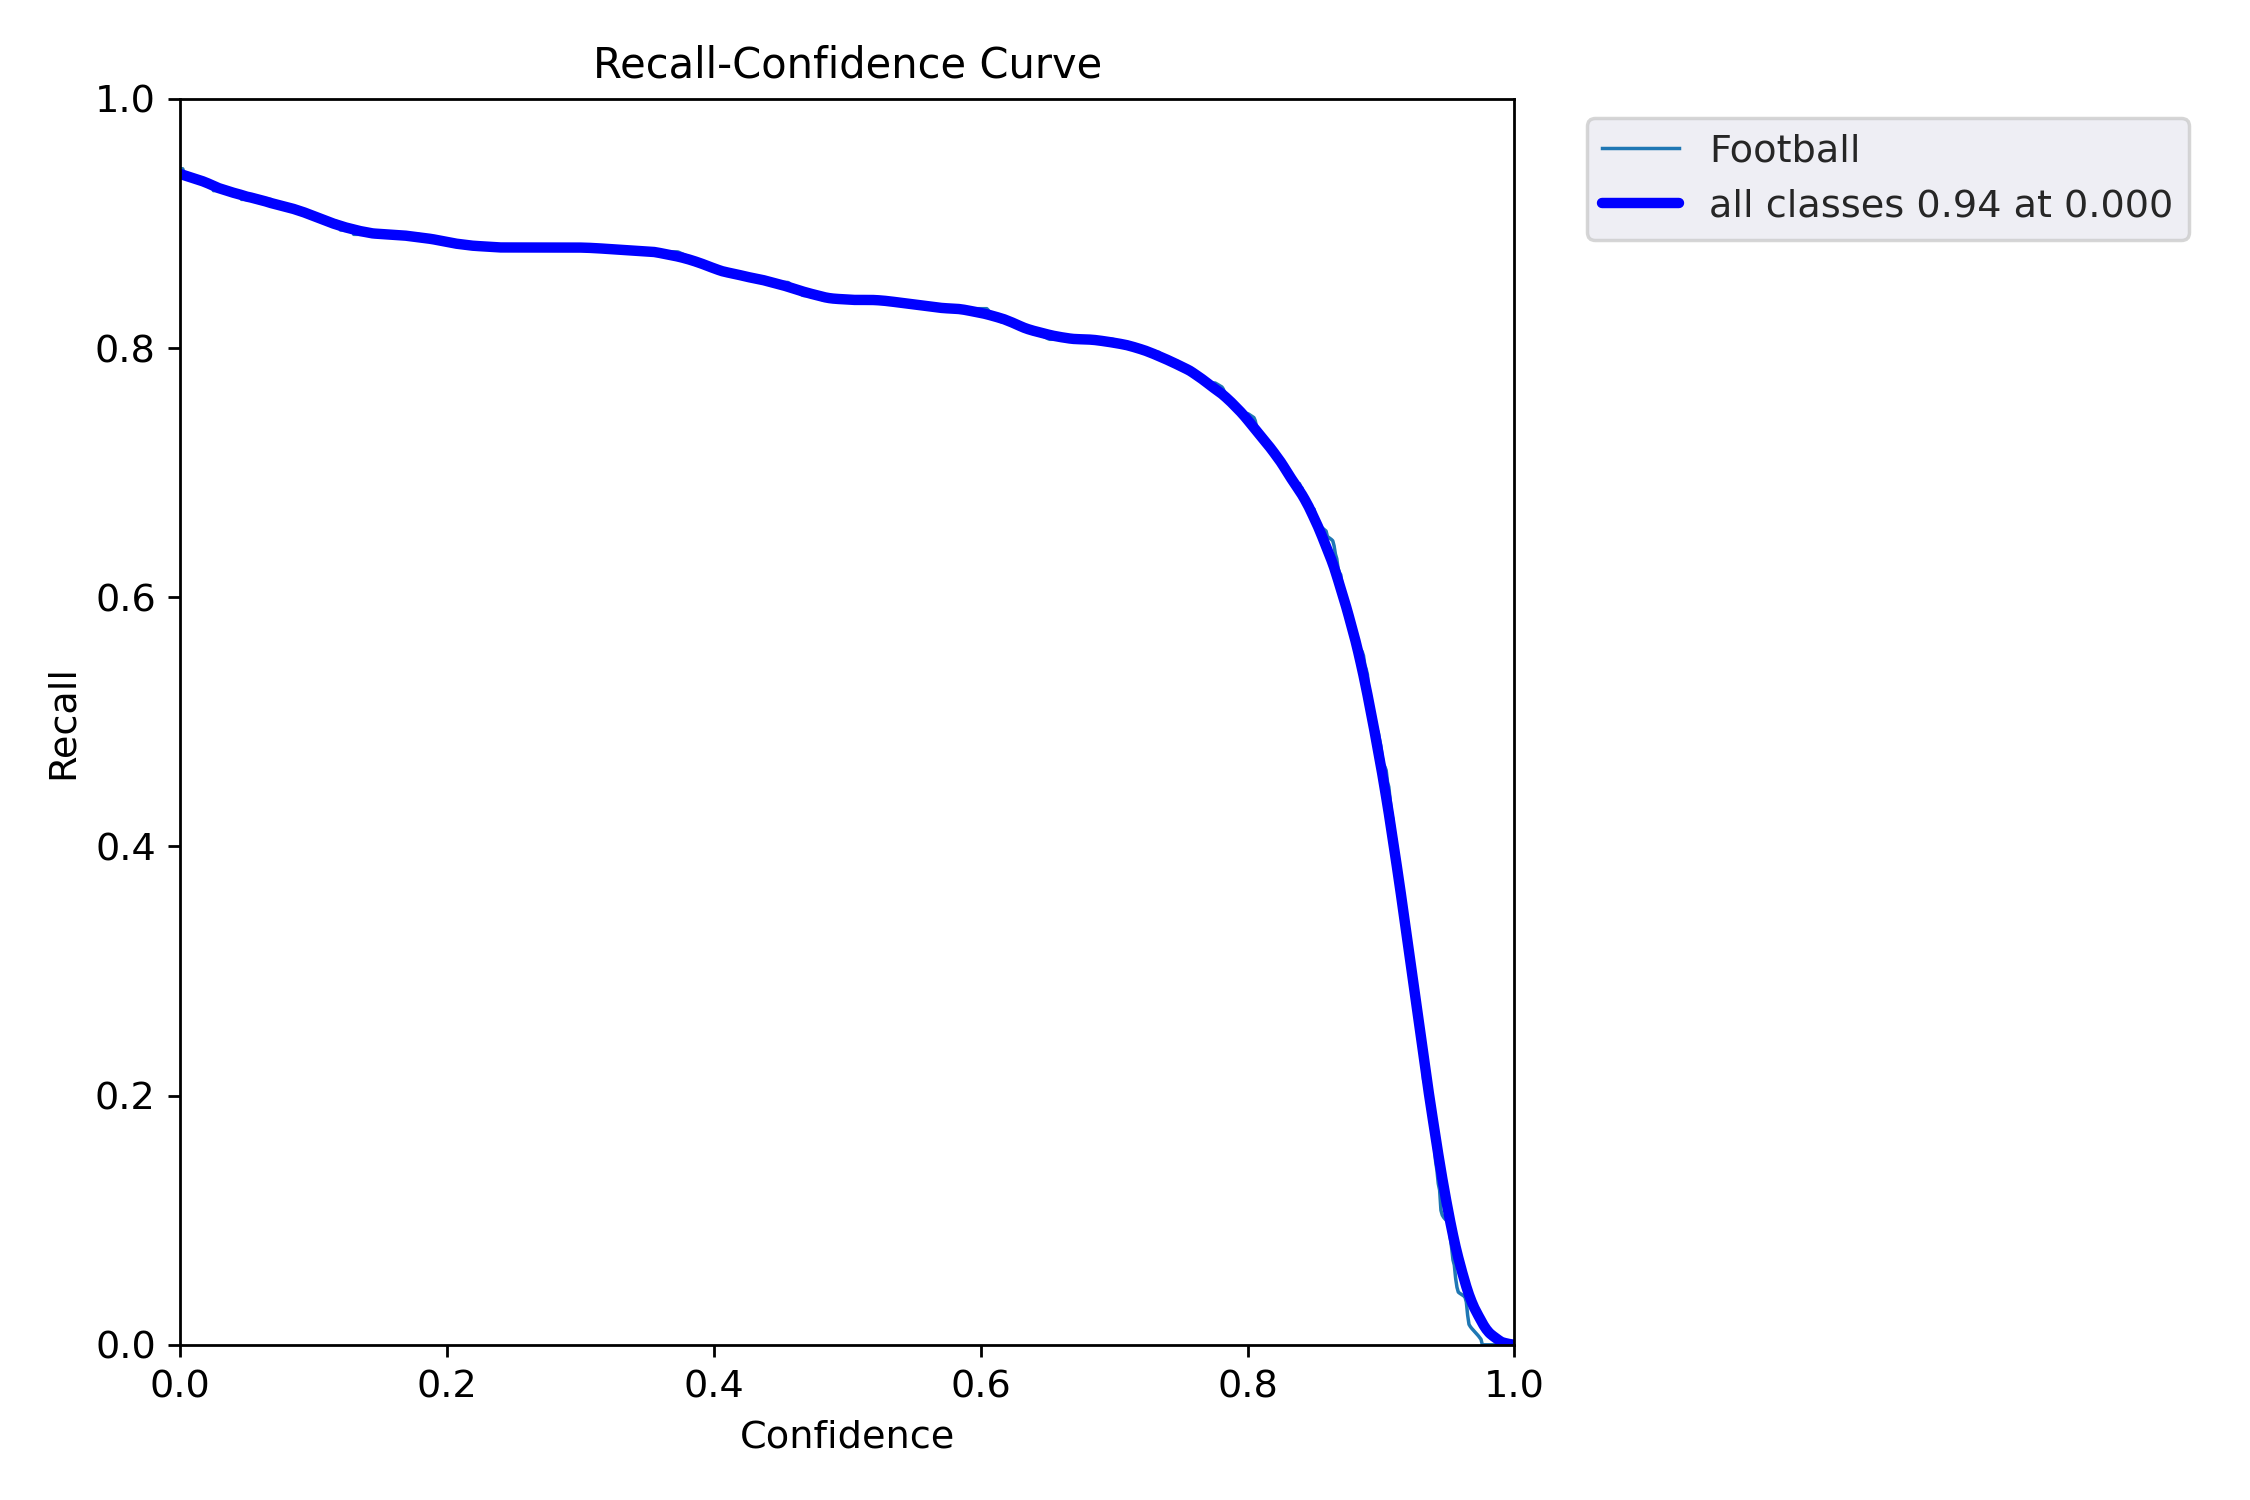 Recall-Confidence Curve
1.0
0.8
0.6
0.4
0.2
0.0
Recall
0.0 0.2 0.4 0.6 0.8 1.0
Confidence
Football
all classes 0.94 at 0.000